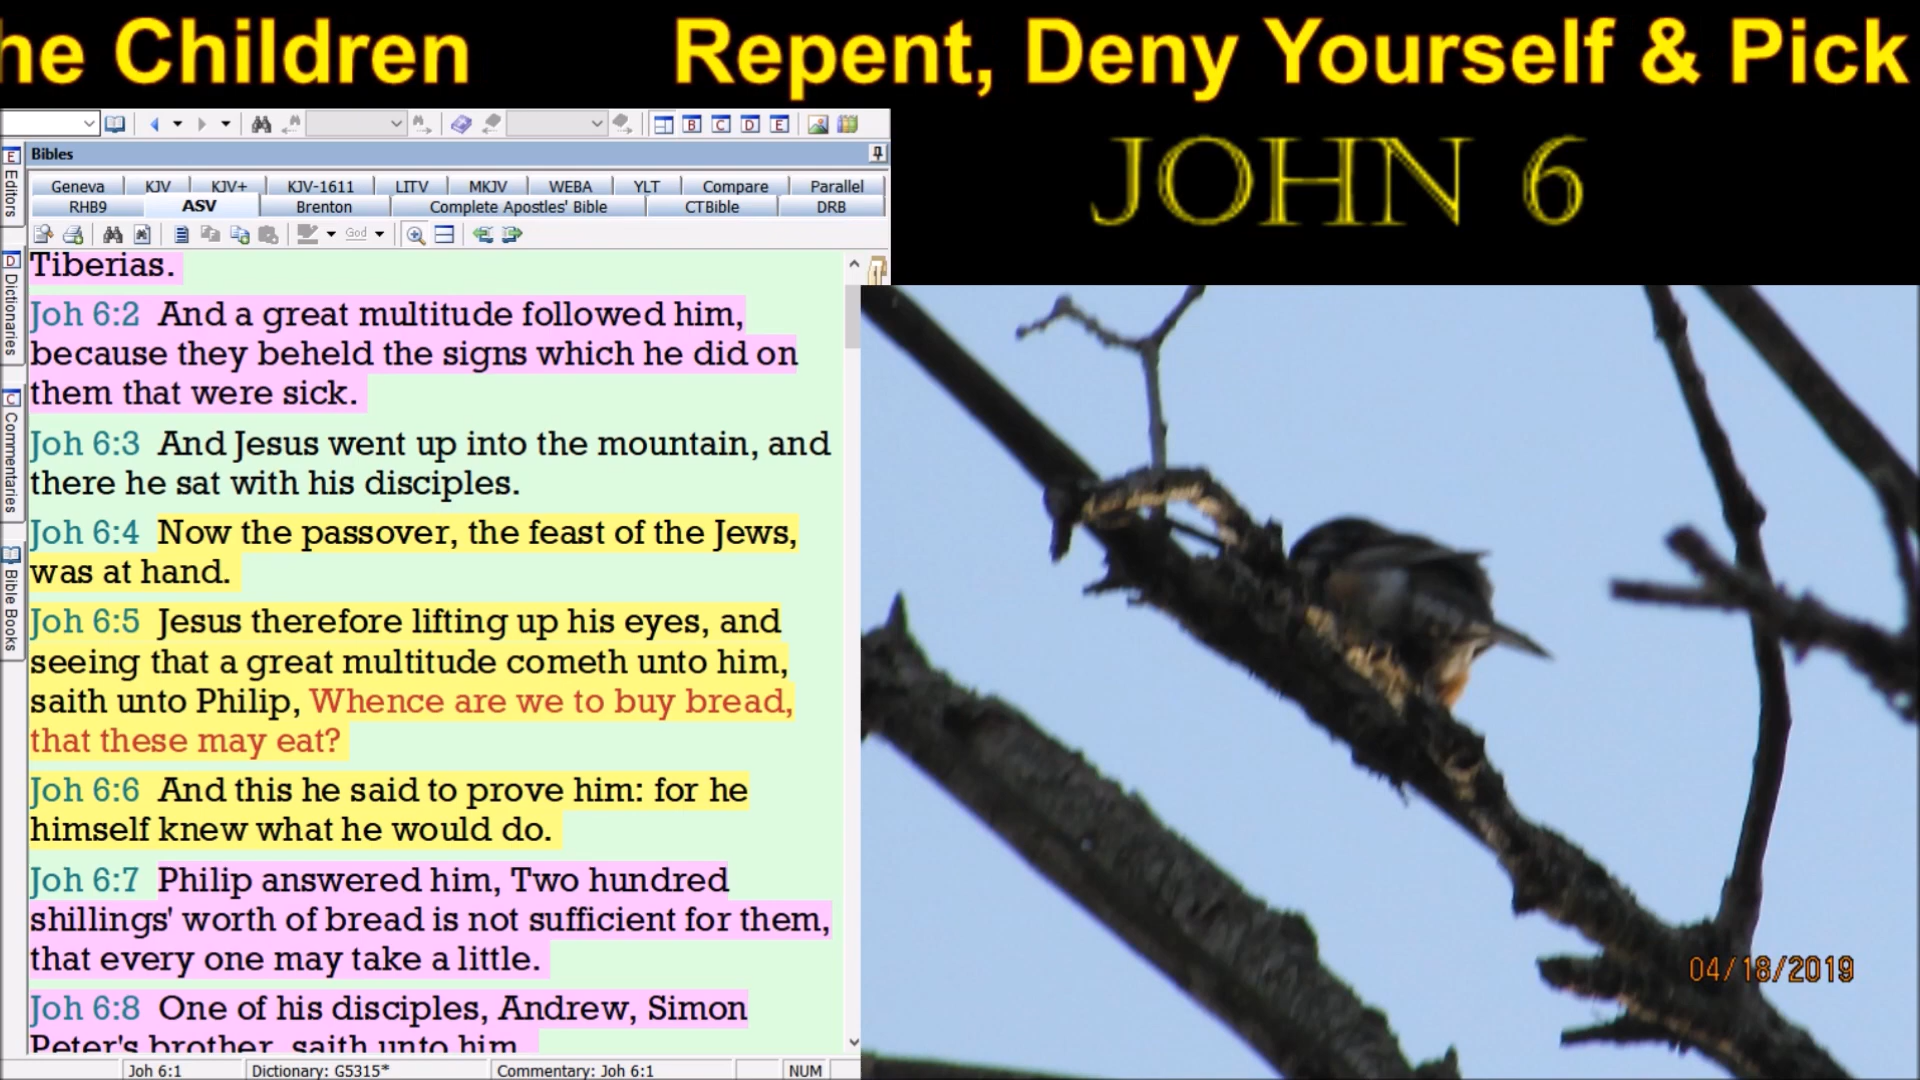 he Children Repent, Deny Yourself & Pick
JOHN 6
B C D E
Bibles
Geneva KJV KJV+ KJV-1611 LITV MKJV WEBA YLT Compare Parallel
RHB9 ASV Brenton Complete Apostles' Bible CTBible DRB
God
E Editors
D Dictionaries
C Commentaries
Bible Books
Tiberias.
Joh 6:2 And a great multitude followed him,
because they beheld the signs which he did on
them that were sick.
Joh 6:3 And Jesus went up into the mountain, and
there he sat with his disciples.
Joh 6:4 Now the passover, the feast of the Jews,
was at hand.
Joh 6:5 Jesus therefore lifting up his eyes, and
seeing that a great multitude cometh unto him,
saith unto Philip, Whence are we to buy bread,
that these may eat?
Joh 6:6 And this he said to prove him: for he
himself knew what he would do.
Joh 6:7 Philip answered him, Two hundred
shillings' worth of bread is not sufficient for them,
that every one may take a little.
Joh 6:8 One of his disciples, Andrew, Simon
Peter's brother, saith unto him,
Joh 6:1 Dictionary: G5315* Commentary: Joh 6:1 NUM
04/18/2019